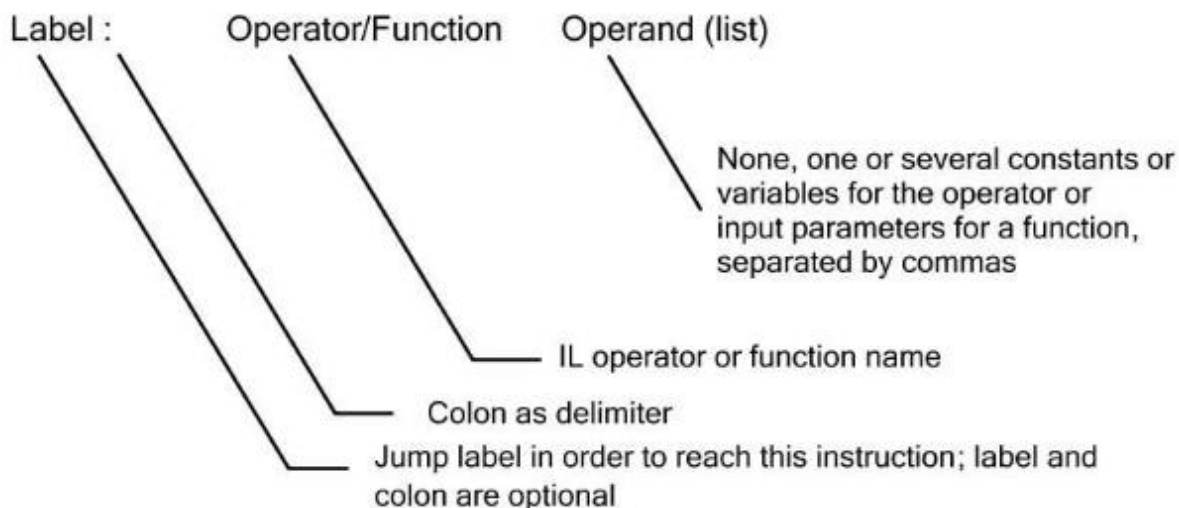 Label : Operator/Function Operand (list)
None, one or several constants or
variables for the operator or
input parameters for a function,
separated by commas
IL operator or function name
Colon as delimiter
Jump label in order to reach this instruction; label and
colon are optional